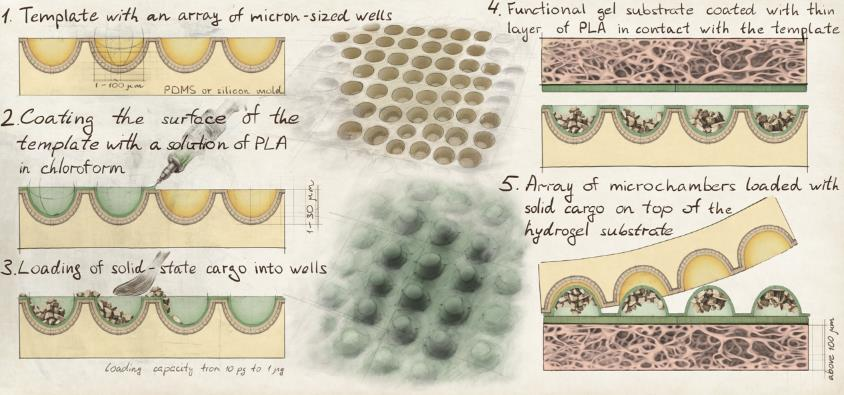 1. Template with an array of micron-sized wells
1-100 µm
PDMS or silicon mold
2. Coating the surface of the
template with a solution of PLA
in chloroform
1-30 µm
3. Loading of solid-state cargo into wells
Loading capacity from 10 pg to 1 µg
4. Functional gel substrate coated with thin
layer of PLA in contact with the template
5. Array of microchambers loaded with
solid cargo on top of the
hydrogel substrate
above 100 µm